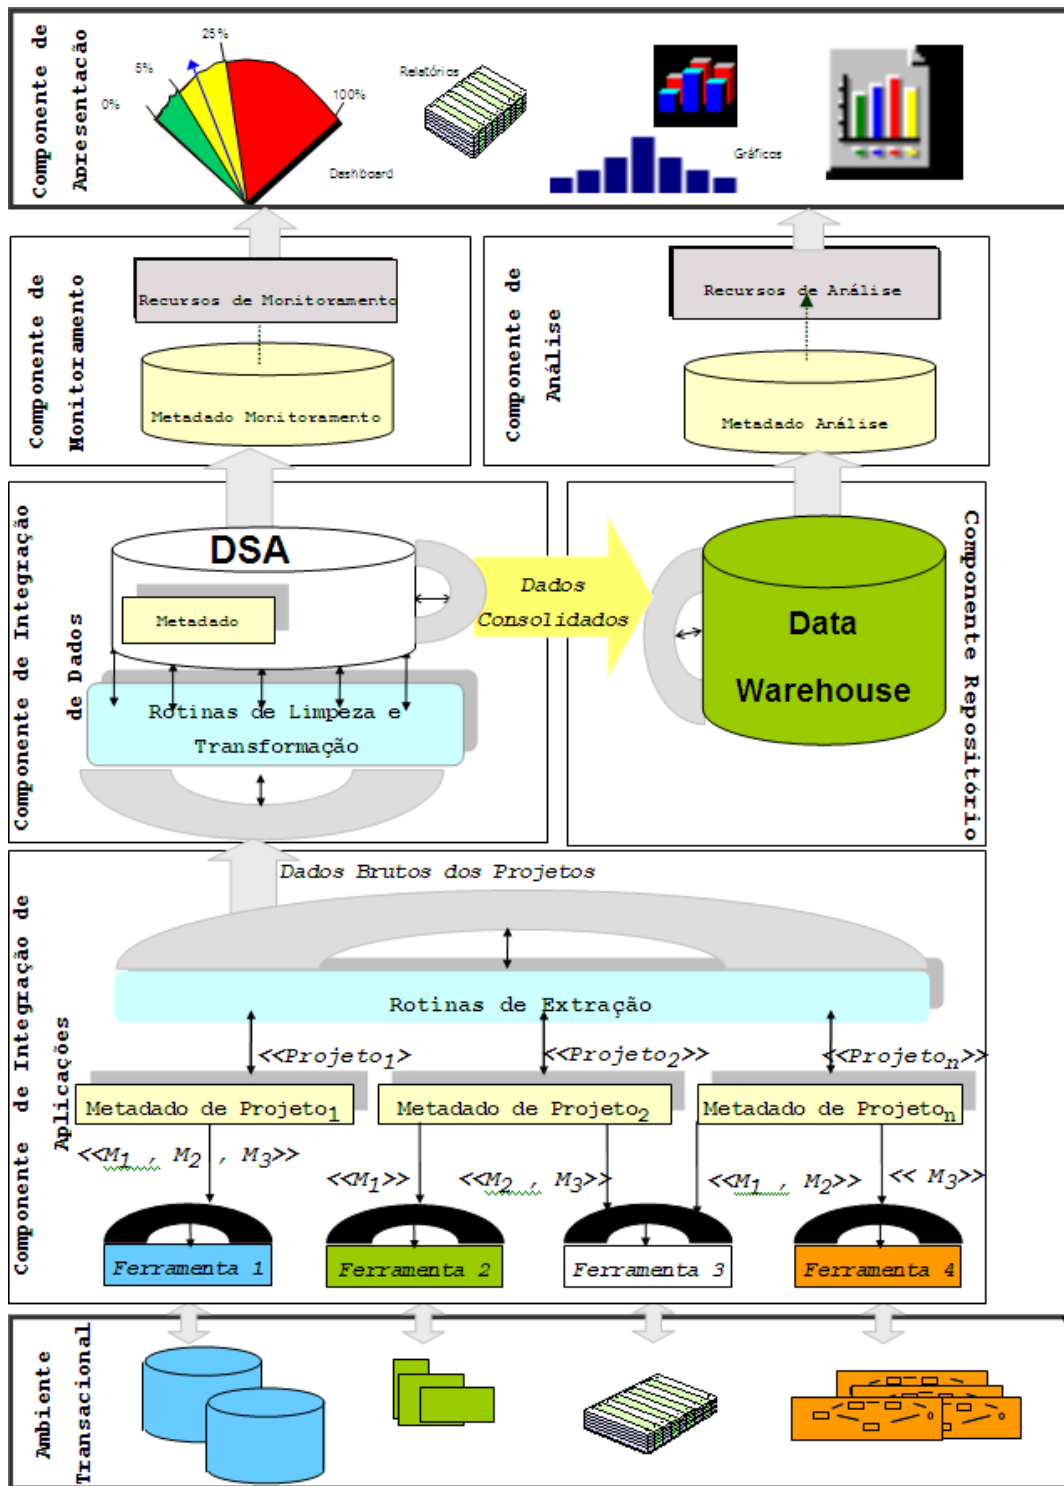 Componente de
Apresentação
0%
5%
25%
100%
Dashboard
Relatórios
Gráficos
Componente de
Monitoramento
Recursos de Monitoramento
Metadado Monitoramento
Componente de
Análise
Recursos de Análise
Metadado Análise
Componente de Integração
de Dados
DSA
Metadado
Rotinas de Limpeza e
Transformação
Dados
Consolidados
Data
Warehouse
Componente Repositório
Componente de Integração de
Aplicações
Dados Brutos dos Projetos
Rotinas de Extração
<<Projeto1>
<<Projeto2>>
<<Projeton>>
Metadado de Projeto1
Metadado de Projeto2
Metadado de Projeton
<<M1 , M2 , M3>>
<<M1>>
<<M2 , M3>>
<<M1 , M2>>
<< M3>>
Ferramenta 1
Ferramenta 2
Ferramenta 3
Ferramenta 4
Ambiente
Transacional